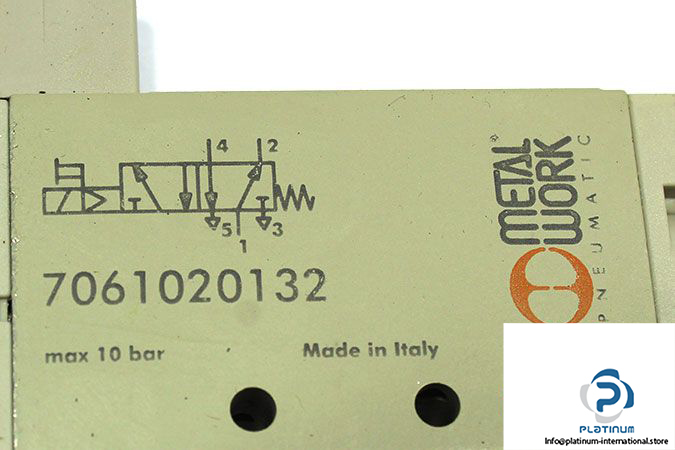 4 2
5 3
1
7061020132
max 10 bar
Made in Italy
METAL®
WORK
PNEUMATIC
PLATINUM
Info@platinum-international.store